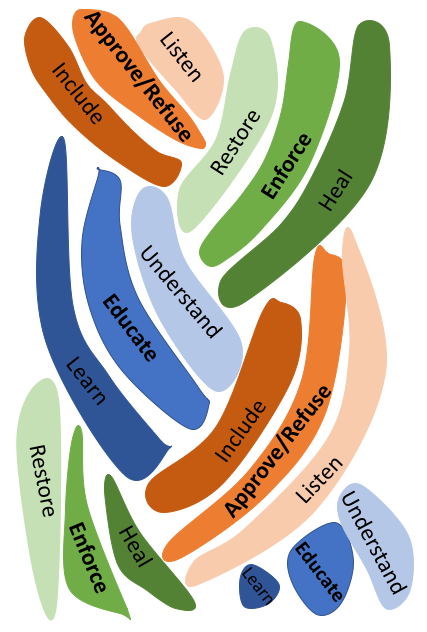 Include
Approve/Refuse
Listen
Restore
Enforce
Heal
Learn
Educate
Understand
Include
Approve/Refuse
Listen
Restore
Enforce
Heal
Learn
Educate
Understand